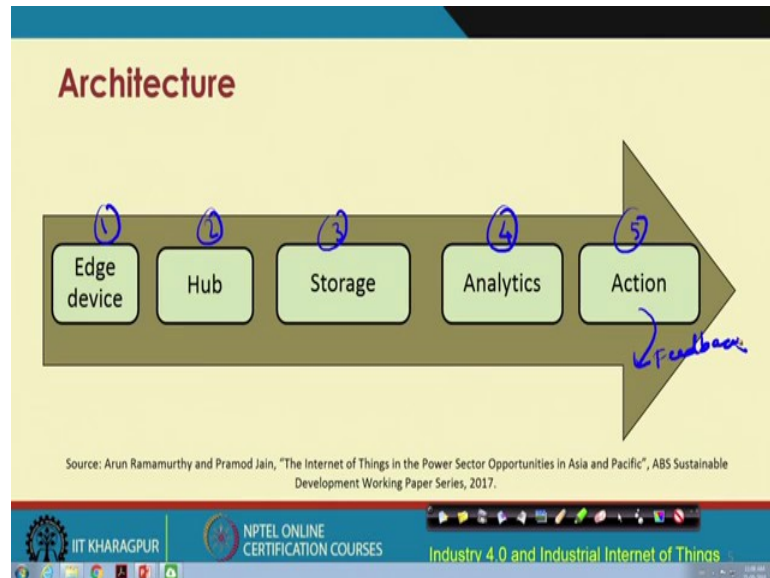 Architecture
1
2
3
4
5
Edge
device
Hub
Storage
Analytics
Action
Feedback
Source: Arun Ramamurthy and Pramod Jain, "The Internet of Things in the Power Sector Opportunities in Asia and Pacific", ABS Sustainable
Development Working Paper Series, 2017.
IIT KHARAGPUR
NPTEL ONLINE
CERTIFICATION COURSES
Industry 4.0 and Industrial Internet of Things